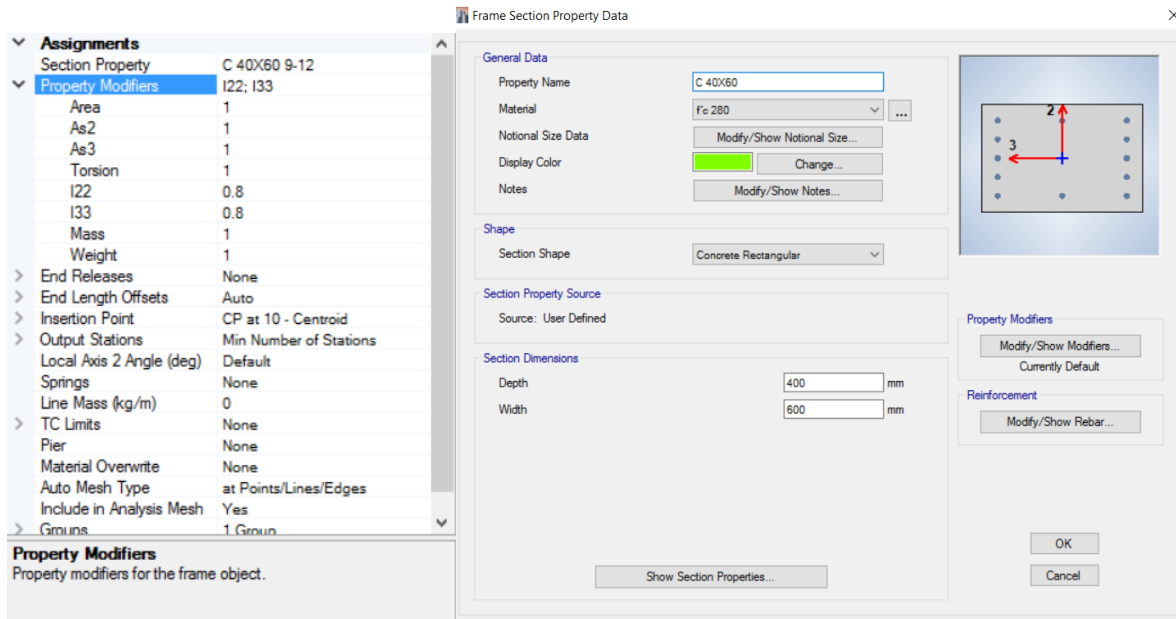 Assignments
Section Property C 40X60 9-12
Property Modifiers I22; I33
Area 1
As2 1
As3 1
Torsion 1
I22 0.8
I33 0.8
Mass 1
Weight 1
End Releases None
End Length Offsets Auto
Insertion Point CP at 10 - Centroid
Output Stations Min Number of Stations
Local Axis 2 Angle (deg) Default
Springs None
Line Mass (kg/m) 0
TC Limits None
Pier None
Material Overwrite None
Auto Mesh Type at Points/Lines/Edges
Include in Analysis Mesh Yes
Groups 1 Group
Property Modifiers
Property modifiers for the frame object.
Frame Section Property Data
General Data
Property Name C 40X60
Material f'c 280 ...
Notional Size Data Modify/Show Notional Size...
Display Color Change...
Notes Modify/Show Notes...
Shape
Section Shape Concrete Rectangular
Section Property Source
Source: User Defined
Section Dimensions
Depth 400 mm
Width 600 mm
Show Section Properties...
2
3
Property Modifiers
Modify/Show Modifiers...
Currently Default
Reinforcement
Modify/Show Rebar...
OK
Cancel